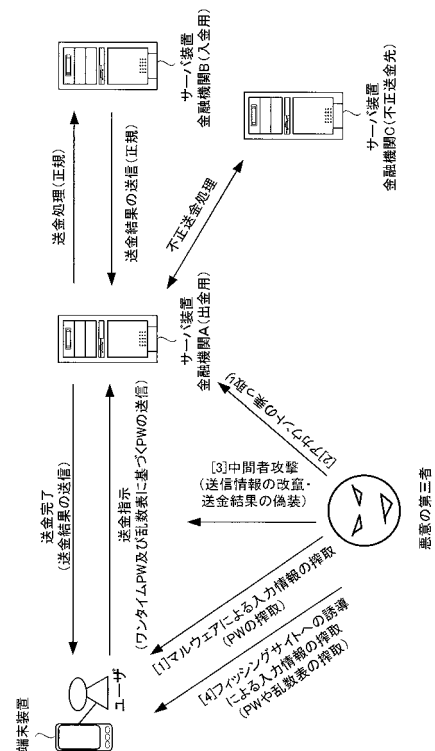 端末装置
ユーザ
送金完了
(送金結果の送信)
送金指示
(ワンタイムPW及び乱数表に基づくPWの送信)
サーバ装置
金融機関A(出金用)
送金処理(正規)
送金結果の送信(正規)
サーバ装置
金融機関B(入金用)
不正送金処理
サーバ装置
金融機関C(不正送金先)
[1]マルウェアによる入力情報の搾取
(PWの搾取)
[4]フィッシングサイトへの誘導
による入力情報の搾取
(PWや乱数表の搾取)
[3]中間者攻撃
(送信情報の改竄・
送金結果の偽装)
[2]アカウントの乗っ取り
悪意の第三者